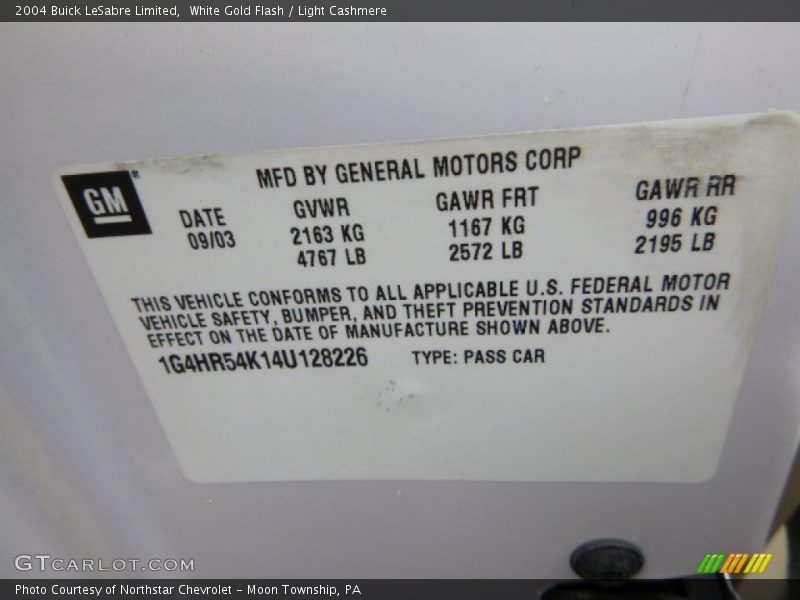 2004 Buick LeSabre Limited, White Gold Flash / Light Cashmere
MFD BY GENERAL MOTORS CORP
GM
DATE GVWR GAWR FRT GAWR RR
09/03 2163 KG 1167 KG 996 KG
4767 LB 2572 LB 2195 LB
THIS VEHICLE CONFORMS TO ALL APPLICABLE U.S. FEDERAL MOTOR
VEHICLE SAFETY, BUMPER, AND THEFT PREVENTION STANDARDS IN
EFFECT ON THE DATE OF MANUFACTURE SHOWN ABOVE.
1G4HR54K14U128226 TYPE: PASS CAR
GTCARLOT.COM
Photo Courtesy of Northstar Chevrolet - Moon Township, PA